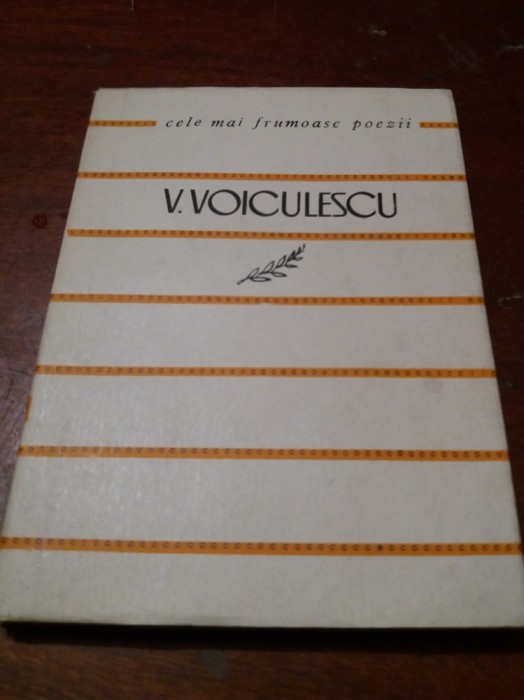 cele mai frumoase poezii
V. VOICULESCU